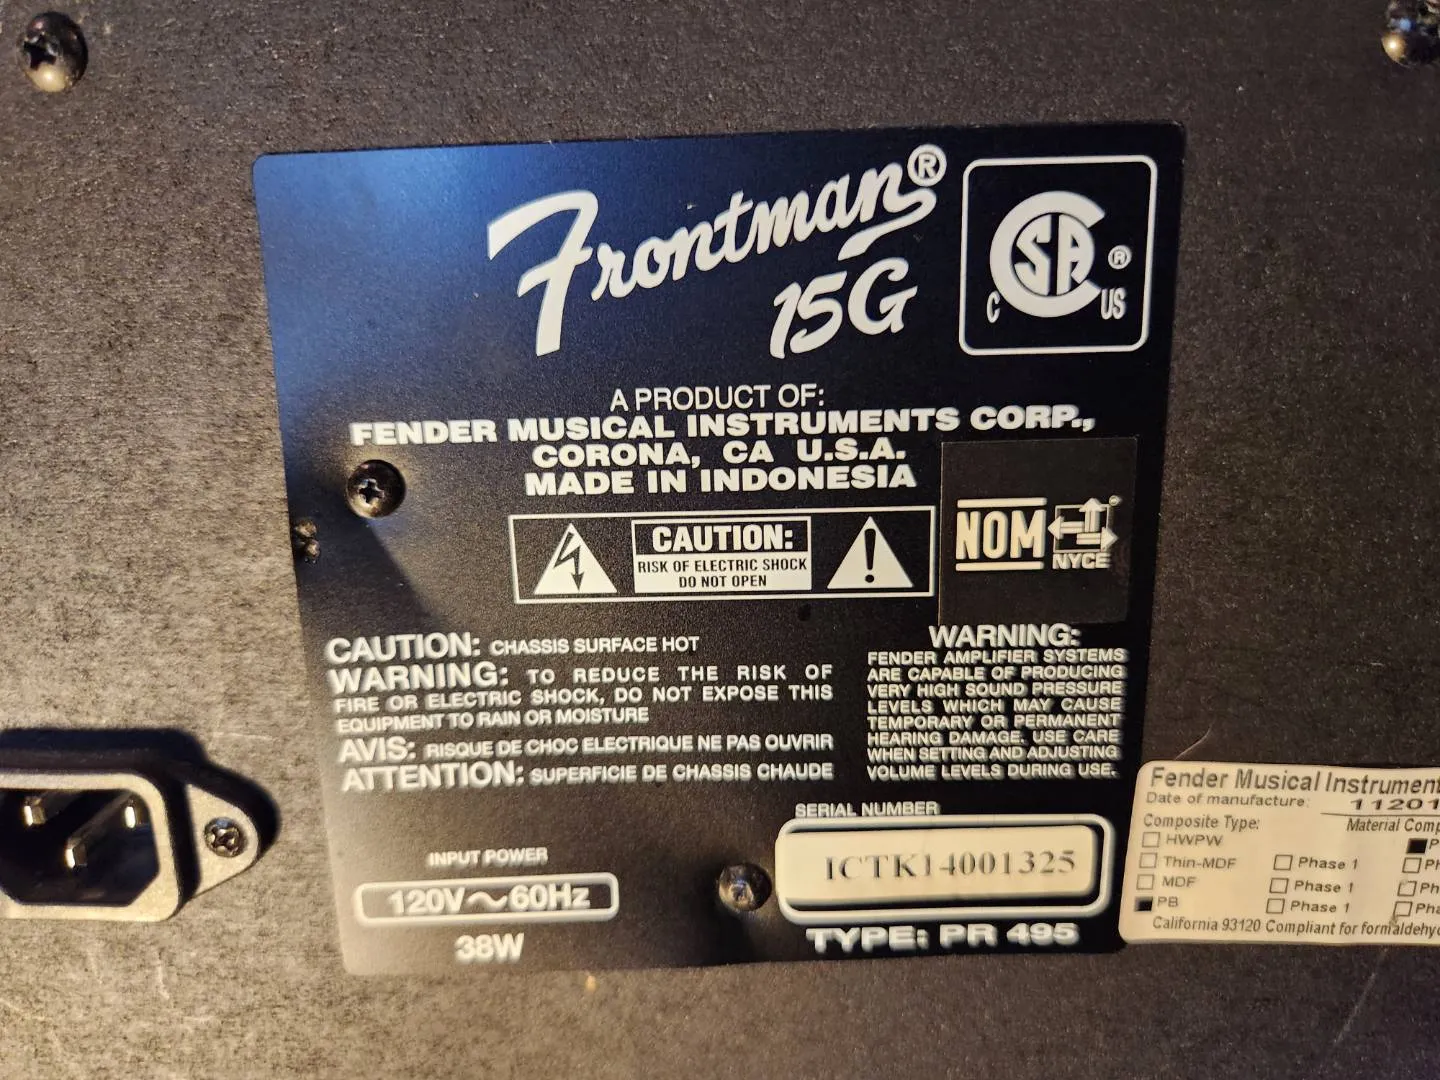 Frontman®
15G
CSA®
C US
A PRODUCT OF:
FENDER MUSICAL INSTRUMENTS CORP.,
CORONA, CA U.S.A.
MADE IN INDONESIA
CAUTION:
RISK OF ELECTRIC SHOCK
DO NOT OPEN
NOM
NYCE
CAUTION: CHASSIS SURFACE HOT
WARNING: TO REDUCE THE RISK OF
FIRE OR ELECTRIC SHOCK, DO NOT EXPOSE THIS
EQUIPMENT TO RAIN OR MOISTURE
AVIS: RISQUE DE CHOC ELECTRIQUE NE PAS OUVRIR
ATTENTION: SUPERFICIE DE CHASSIS CHAUDE
WARNING:
FENDER AMPLIFIER SYSTEMS
ARE CAPABLE OF PRODUCING
VERY HIGH SOUND PRESSURE
LEVELS WHICH MAY CAUSE
TEMPORARY OR PERMANENT
HEARING DAMAGE. USE CARE
WHEN SETTING AND ADJUSTING
VOLUME LEVELS DURING USE.
INPUT POWER
120V~60Hz
38W
SERIAL NUMBER
ICTK14001325
TYPE: PR 495
Fender Musical Instrument
Date of manufacture: 11201
Composite Type: Material Comp
HWPW P
Thin-MDF Phase 1 Ph
MDF Phase 1 Ph
PB Phase 1 Pha
California 93120 Compliant for formaldehy